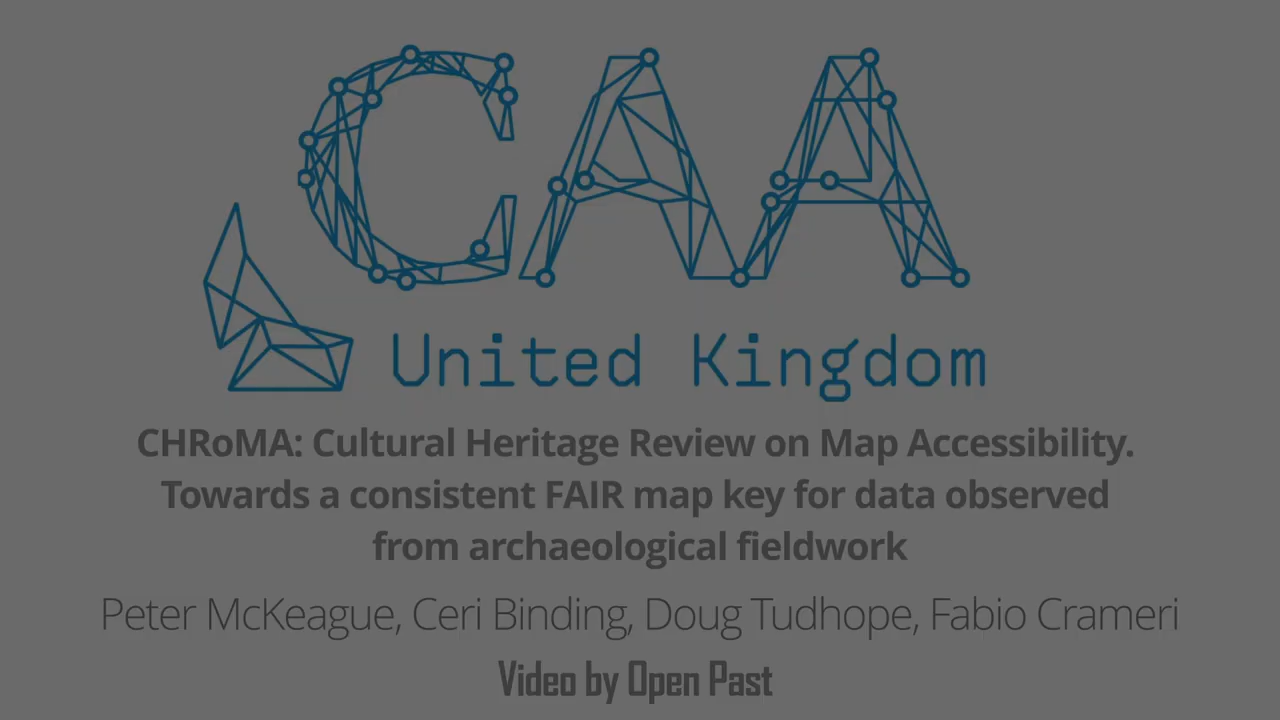 CAA
United Kingdom
CHRoMA: Cultural Heritage Review on Map Accessibility.
Towards a consistent FAIR map key for data observed
from archaeological fieldwork
Peter McKeague, Ceri Binding, Doug Tudhope, Fabio Crameri
Video by Open Past